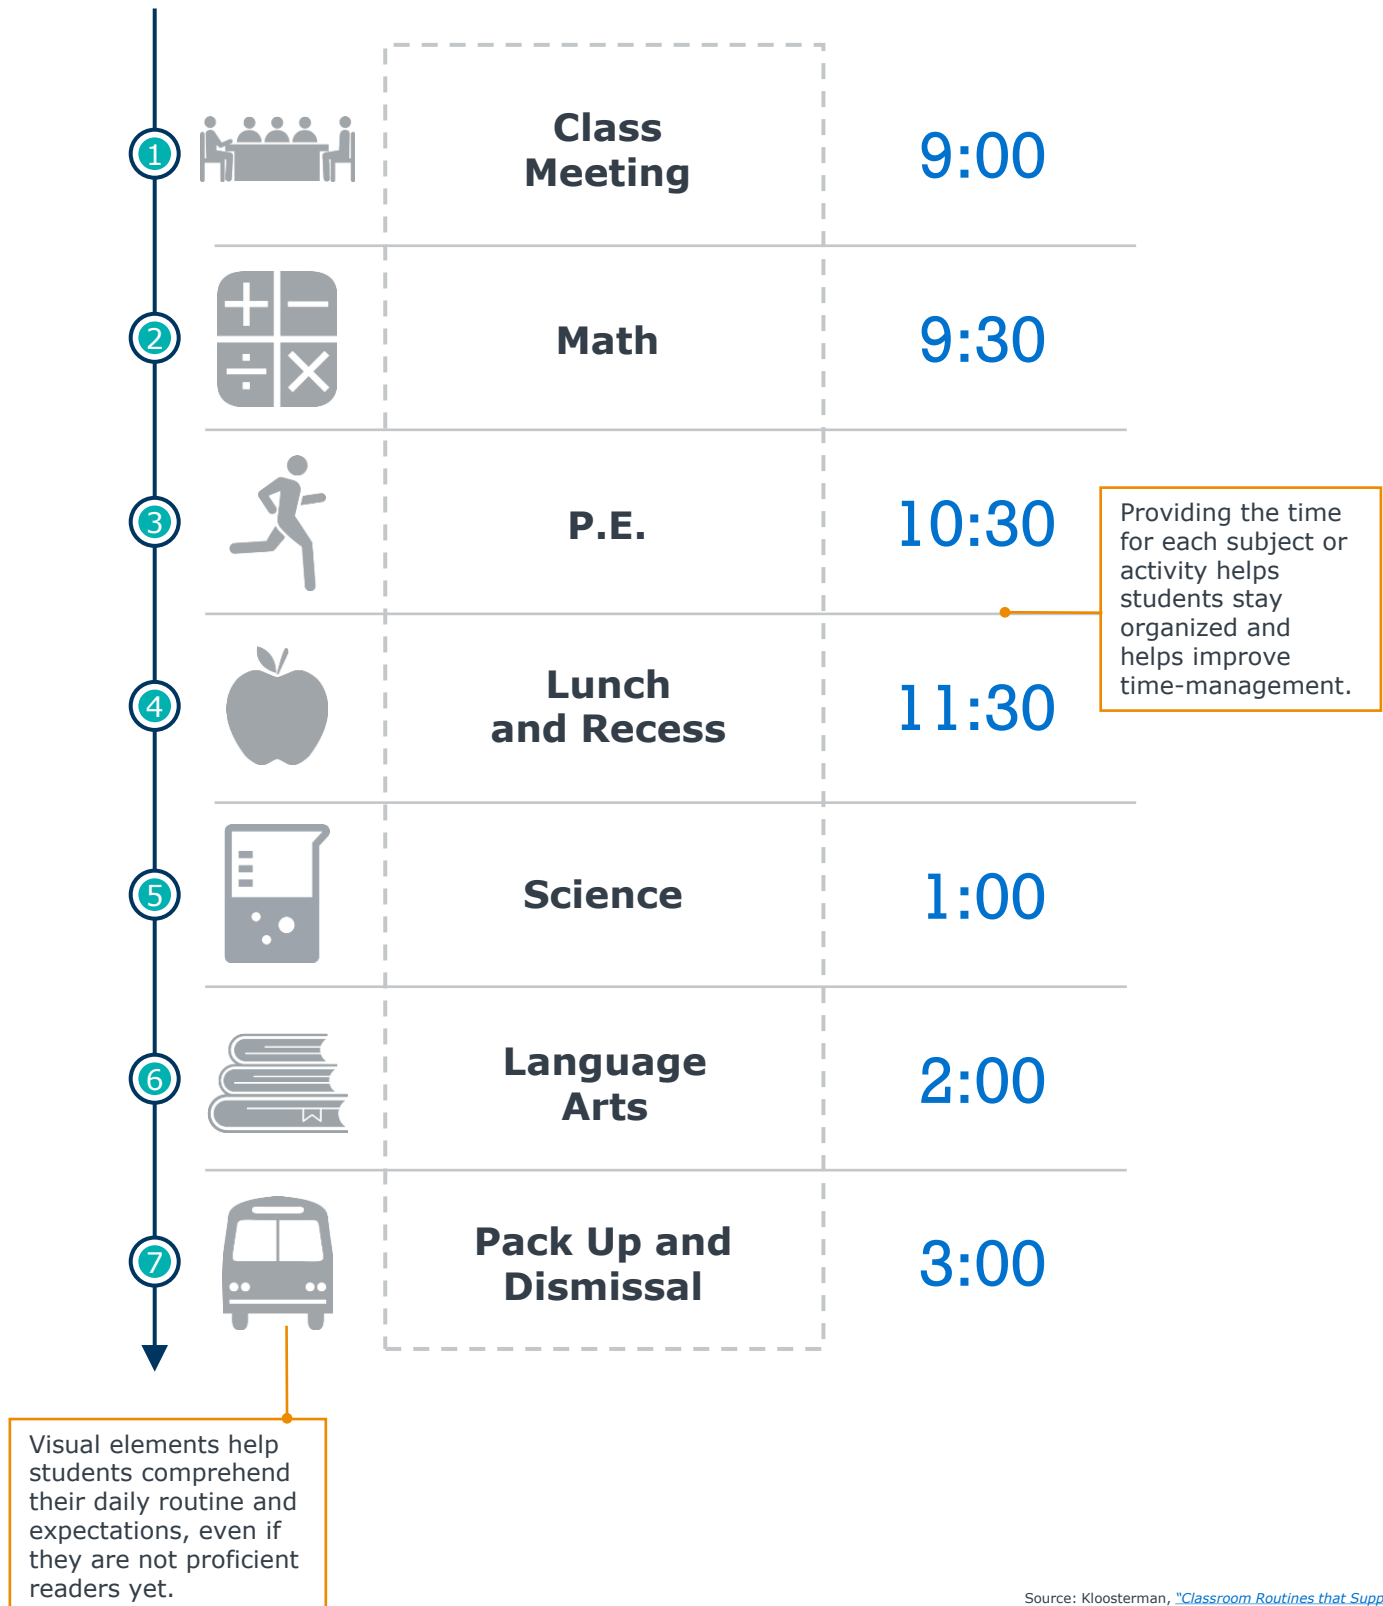 1
Class
Meeting
9:00
2
Math
9:30
3
P.E.
10:30
Providing the time
for each subject or
activity helps
students stay
organized and
helps improve
time-management.
4
Lunch
and Recess
11:30
5
Science
1:00
6
Language
Arts
2:00
7
Pack Up and
Dismissal
3:00
Visual elements help
students comprehend
their daily routine and
expectations, even if
they are not proficient
readers yet.
Source: Kloosterman, “Classroom Routines that Supp